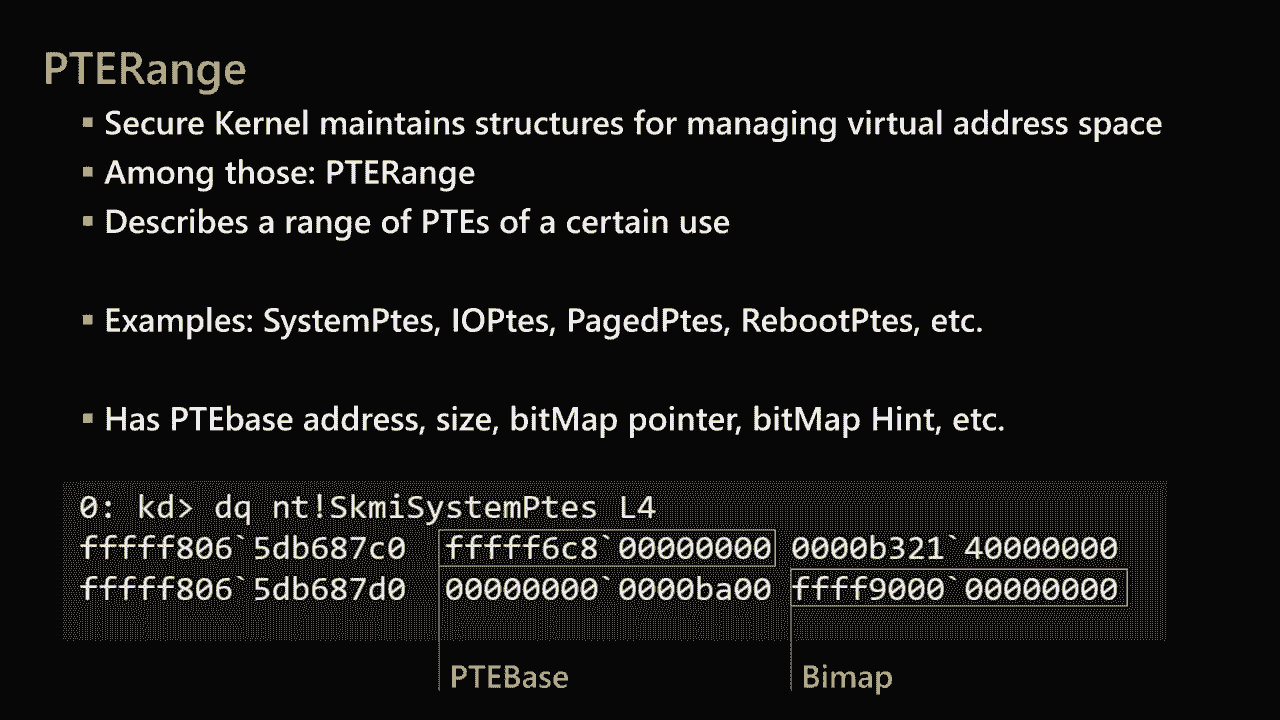 PTERange
▪ Secure Kernel maintains structures for managing virtual address space
▪ Among those: PTERange
▪ Describes a range of PTEs of a certain use
▪ Examples: SystemPtes, IOPtes, PagedPtes, RebootPtes, etc.
▪ Has PTEbase address, size, bitMap pointer, bitMap Hint, etc.
0: kd> dq nt!SkmiSystemPtes L4
fffff806`5db687c0 fffff6c8`00000000 0000b321`40000000
fffff806`5db687d0 00000000`0000ba00 ffff9000`00000000
PTEBase Bimap